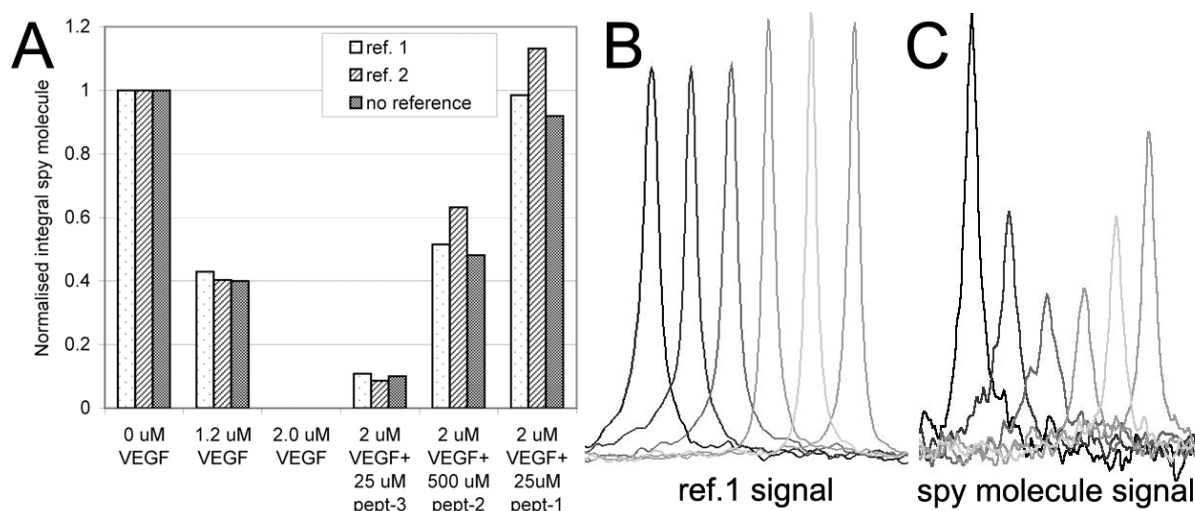 A
Normalised integral spy molecule
1.2
1
0.8
0.6
0.4
0.2
0
ref. 1
ref. 2
no reference
0 uM
VEGF
1.2 uM
VEGF
2.0 uM
VEGF
2 uM
VEGF+
25 uM
pept-3
2 uM
VEGF+
500 uM
pept-2
2 uM
VEGF+
25uM
pept-1
B
ref.1 signal
C
spy molecule signal